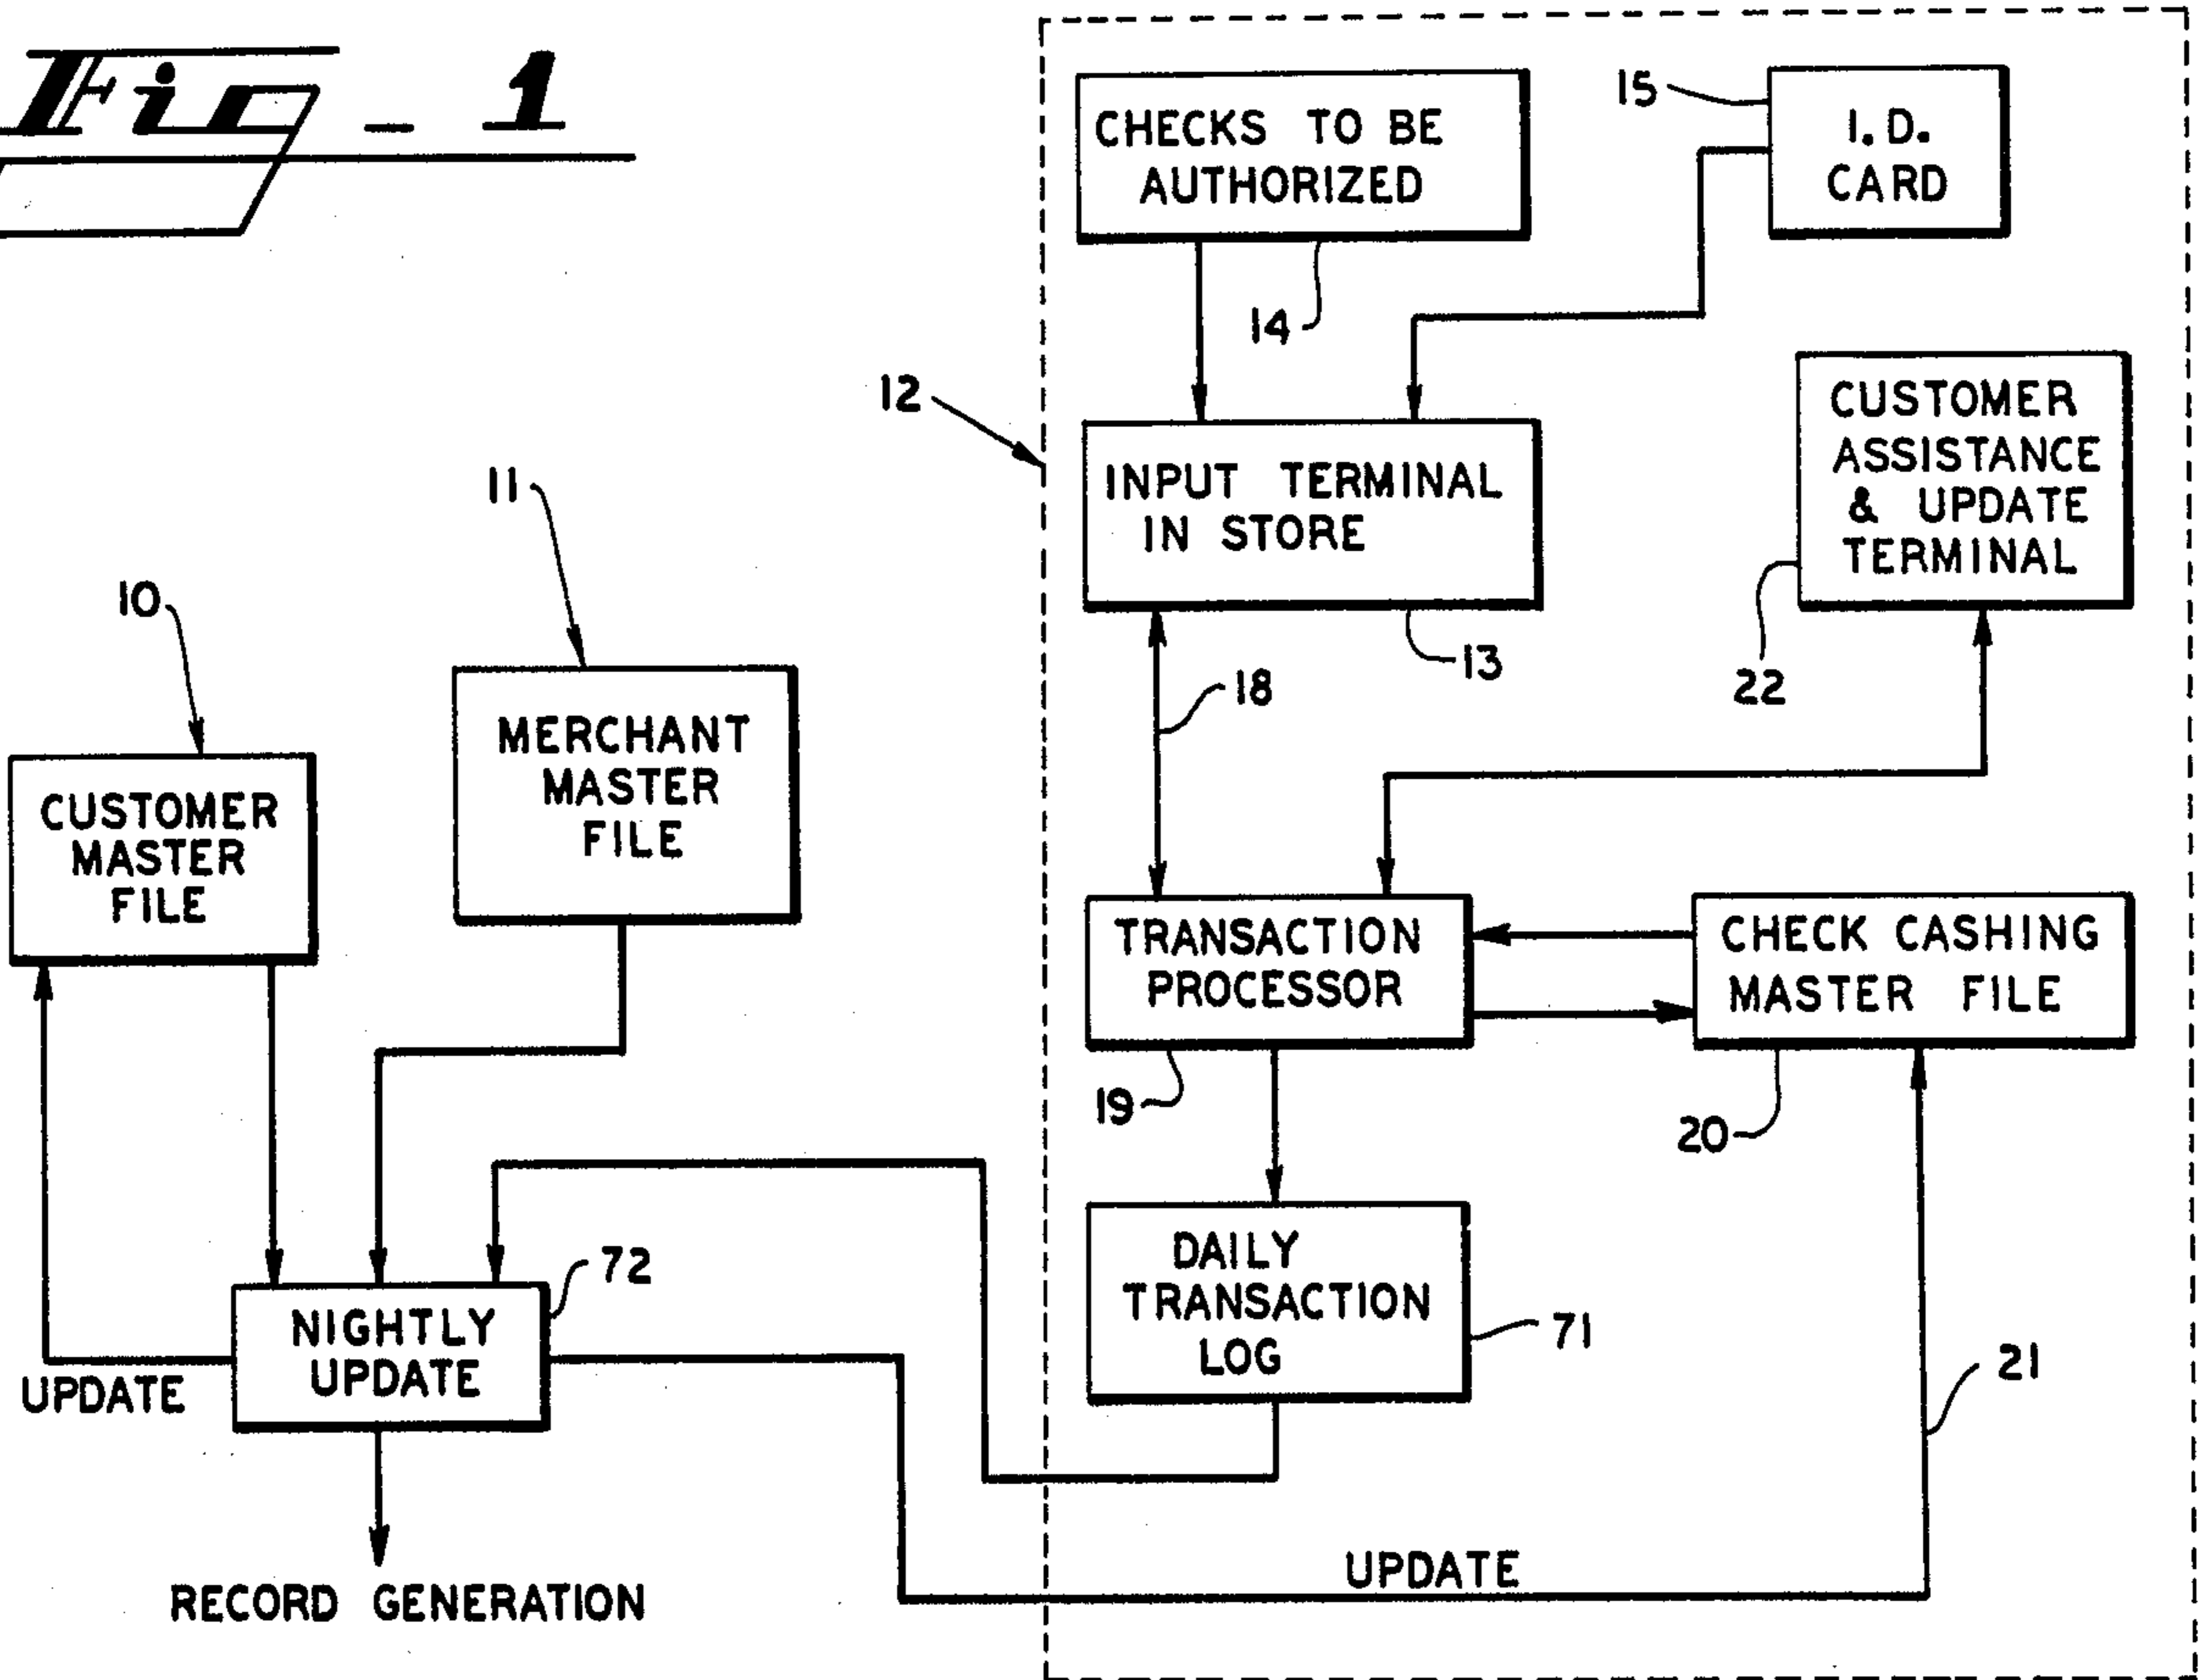 Fig_1
CHECKS TO BE
AUTHORIZED
14
15
I.D.
CARD
12
INPUT TERMINAL
IN STORE
13
CUSTOMER
ASSISTANCE
& UPDATE
TERMINAL
22
11
10
18
MERCHANT
MASTER
FILE
CUSTOMER
MASTER
FILE
TRANSACTION
PROCESSOR
19
CHECK CASHING
MASTER FILE
20
72
NIGHTLY
UPDATE
UPDATE
DAILY
TRANSACTION
LOG
71
21
UPDATE
RECORD GENERATION